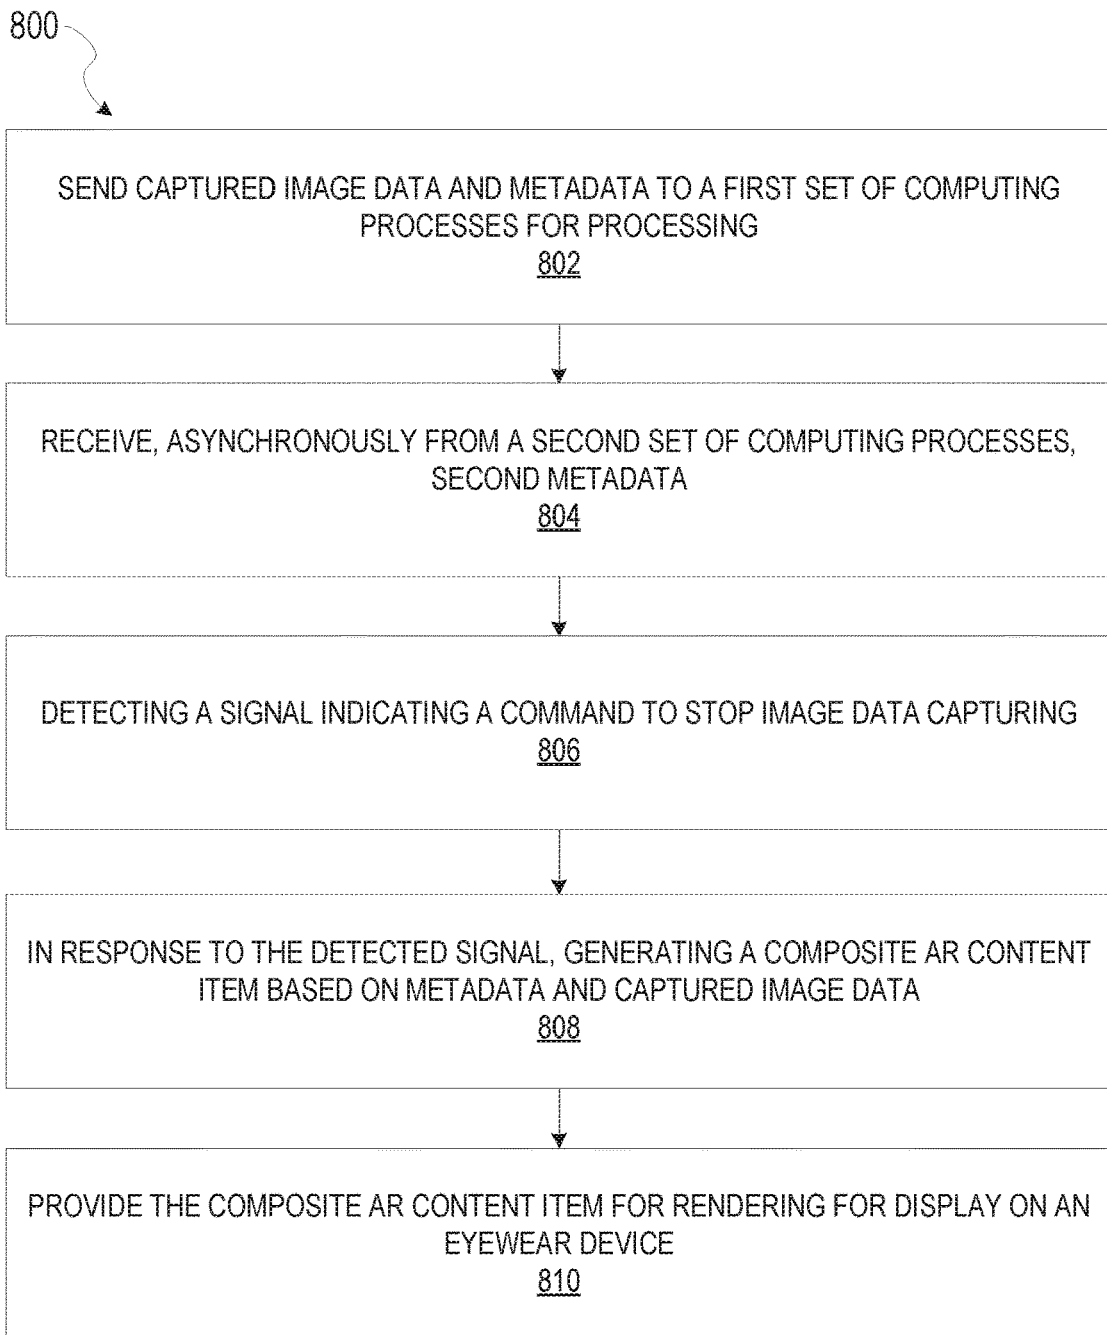 800
SEND CAPTURED IMAGE DATA AND METADATA TO A FIRST SET OF COMPUTING
PROCESSES FOR PROCESSING
802
RECEIVE, ASYNCHRONOUSLY FROM A SECOND SET OF COMPUTING PROCESSES,
SECOND METADATA
804
DETECTING A SIGNAL INDICATING A COMMAND TO STOP IMAGE DATA CAPTURING
806
IN RESPONSE TO THE DETECTED SIGNAL, GENERATING A COMPOSITE AR CONTENT
ITEM BASED ON METADATA AND CAPTURED IMAGE DATA
808
PROVIDE THE COMPOSITE AR CONTENT ITEM FOR RENDERING FOR DISPLAY ON AN
EYEWEAR DEVICE
810